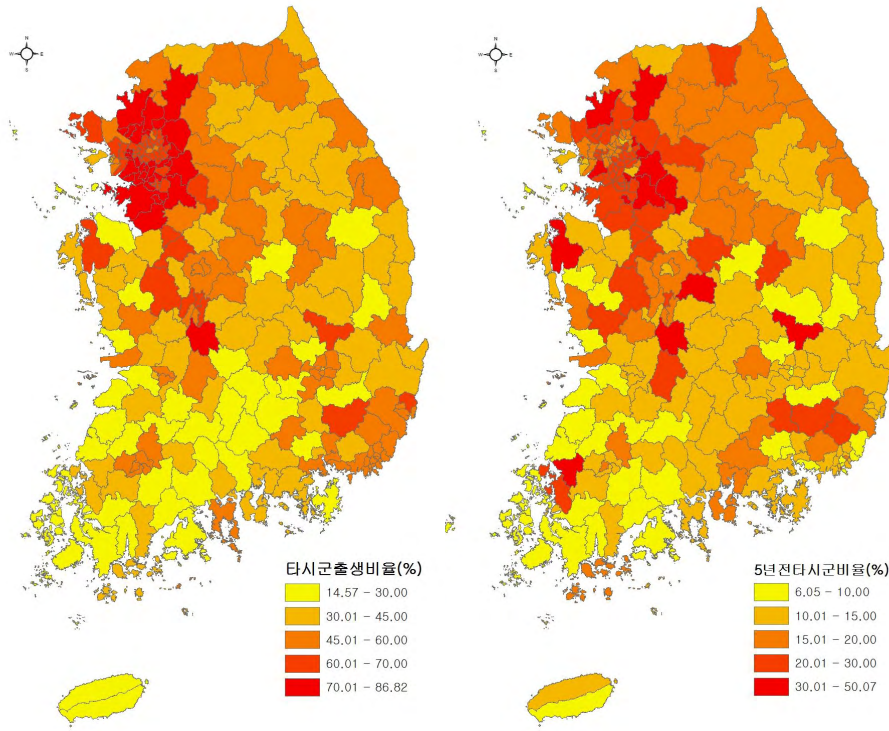 N
W E
S
타시군출생비율(%)
14.57 - 30.00
30.01 - 45.00
45.01 - 60.00
60.01 - 70.00
70.01 - 86.82
N
W E
S
5년전타시군비율(%)
6.05 - 10.00
10.01 - 15.00
15.01 - 20.00
20.01 - 30.00
30.01 - 50.07